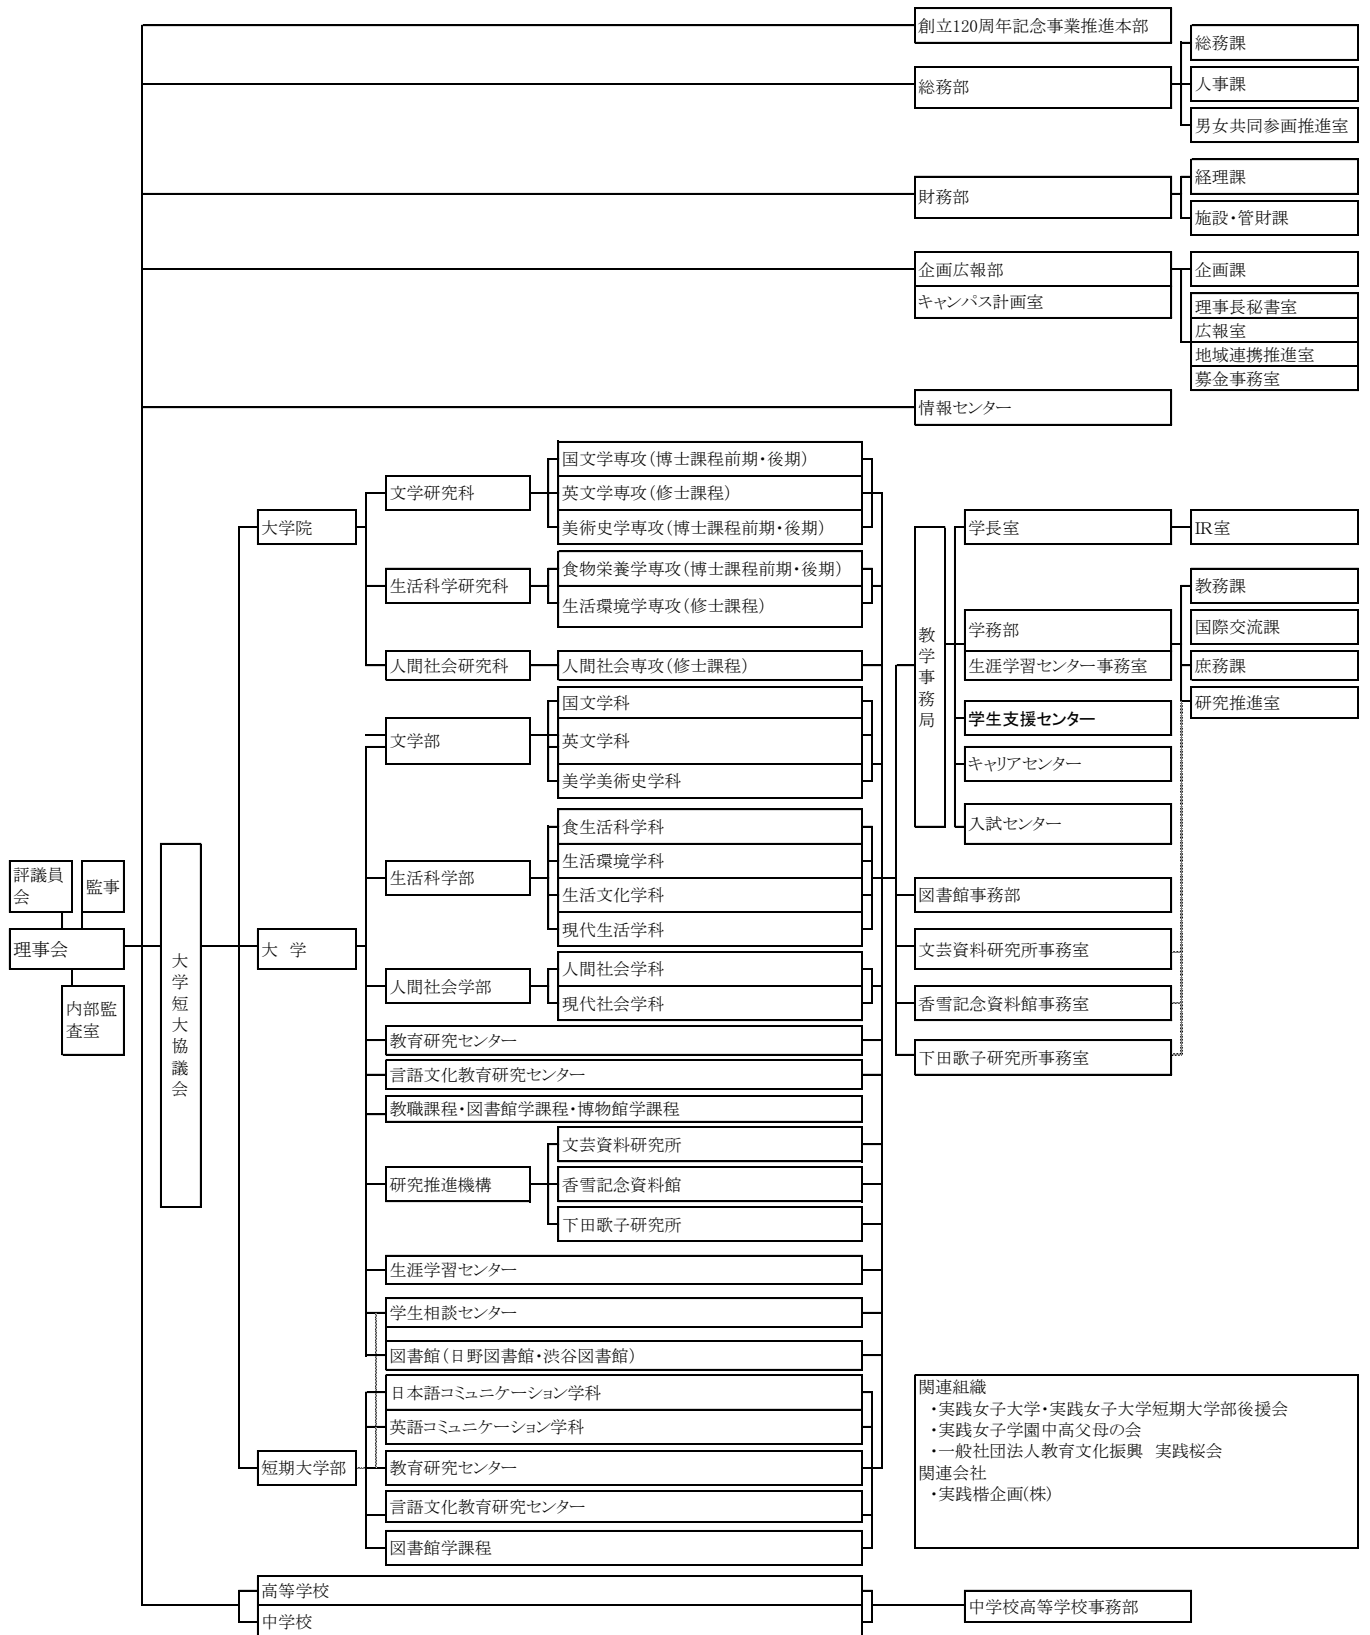 創立120周年記念事業推進本部
総務部
総務課
人事課
男女共同参画推進室
財務部
経理課
施設・管財課
企画広報部
キャンパス計画室
企画課
理事長秘書室
広報室
地域連携推進室
募金事務室
情報センター
評議員
会
監事
理事会
内部監
査室
大学短大協議会
大学院
文学研究科
国文学専攻（博士課程前期・後期）
英文学専攻（修士課程）
美術史学専攻（博士課程前期・後期）
生活科学研究科
食物栄養学専攻（博士課程前期・後期）
生活環境学専攻（修士課程）
人間社会研究科
人間社会専攻（修士課程）
大　学
文学部
国文学科
英文学科
美学美術史学科
生活科学部
食生活科学科
生活環境学科
生活文化学科
現代生活学科
人間社会学部
人間社会学科
現代社会学科
教育研究センター
言語文化教育研究センター
教職課程・図書館学課程・博物館学課程
研究推進機構
文芸資料研究所
香雪記念資料館
下田歌子研究所
生涯学習センター
学生相談センター
図書館（日野図書館・渋谷図書館）
短期大学部
日本語コミュニケーション学科
英語コミュニケーション学科
教育研究センター
言語文化教育研究センター
図書館学課程
教学事務局
学長室
IR室
学務部
生涯学習センター事務室
教務課
国際交流課
庶務課
研究推進室
学生支援センター
キャリアセンター
入試センター
図書館事務部
文芸資料研究所事務室
香雪記念資料館事務室
下田歌子研究所事務室
関連組織
・実践女子大学・実践女子大学短期大学部後援会
・実践女子学園中高父母の会
・一般社団法人教育文化振興　実践桜会
関連会社
・実践楷企画(株)
高等学校
中学校
中学校高等学校事務部